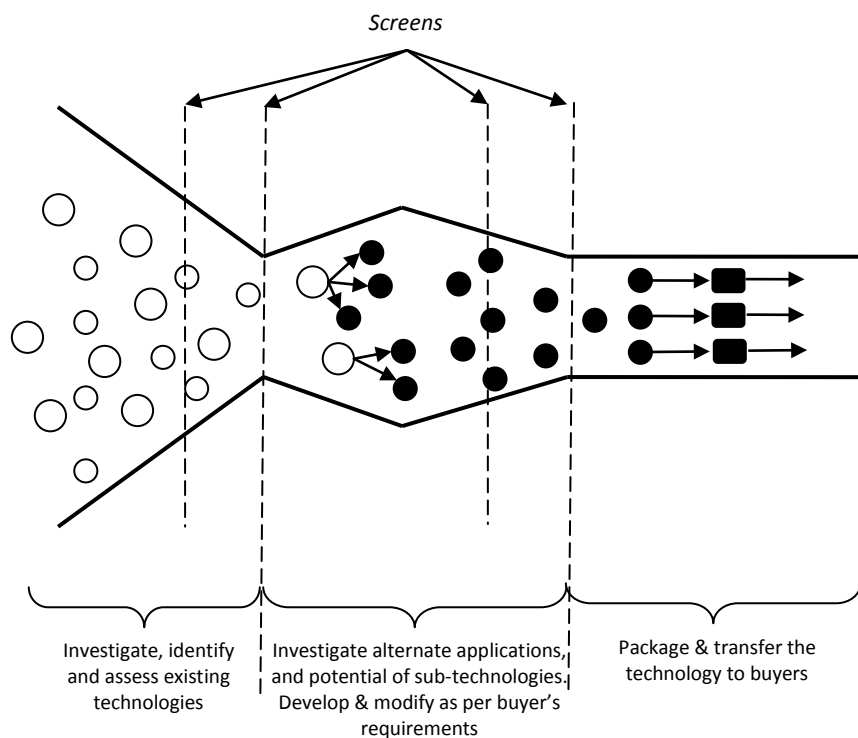 Screens
Investigate, identify
and assess existing
technologies
Investigate alternate applications,
and potential of sub-technologies.
Develop & modify as per buyer’s
requirements
Package & transfer the
technology to buyers